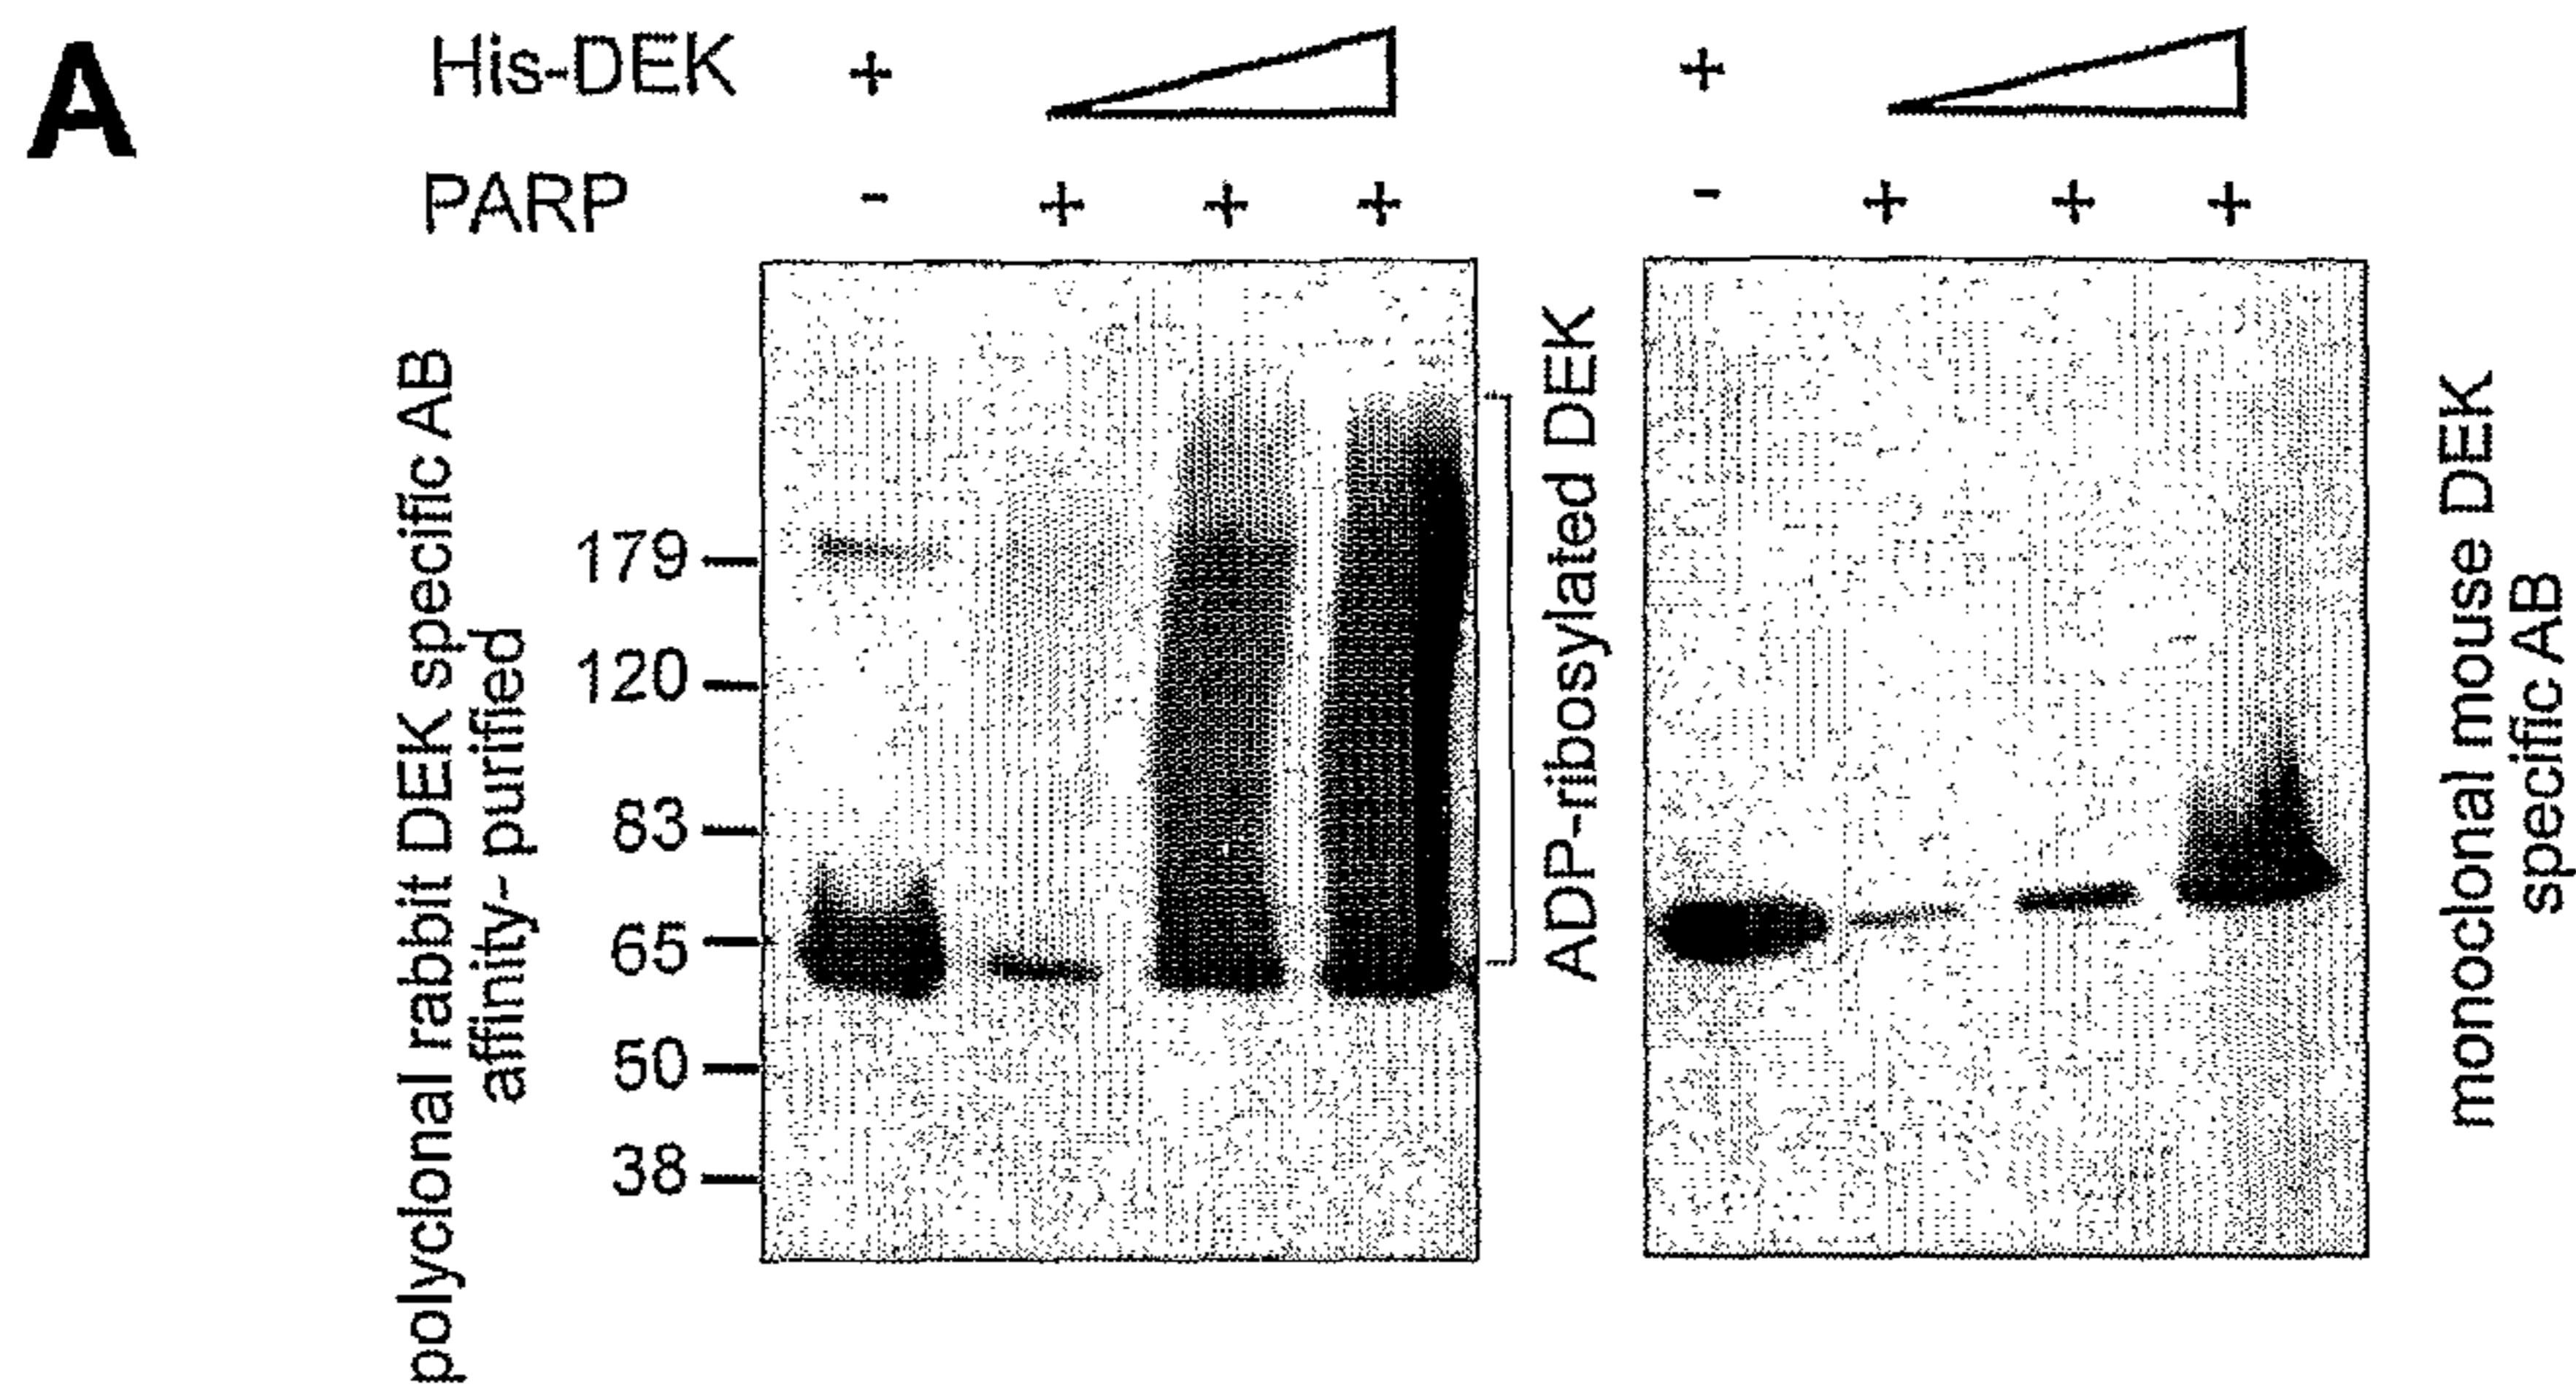 A
His-DEK + +
PARP - + + + - + + +
polyclonal rabbit DEK specific AB
affinity- purified
179
120
83
65
50
38
ADP-ribosylated DEK
monoclonal mouse DEK
specific AB